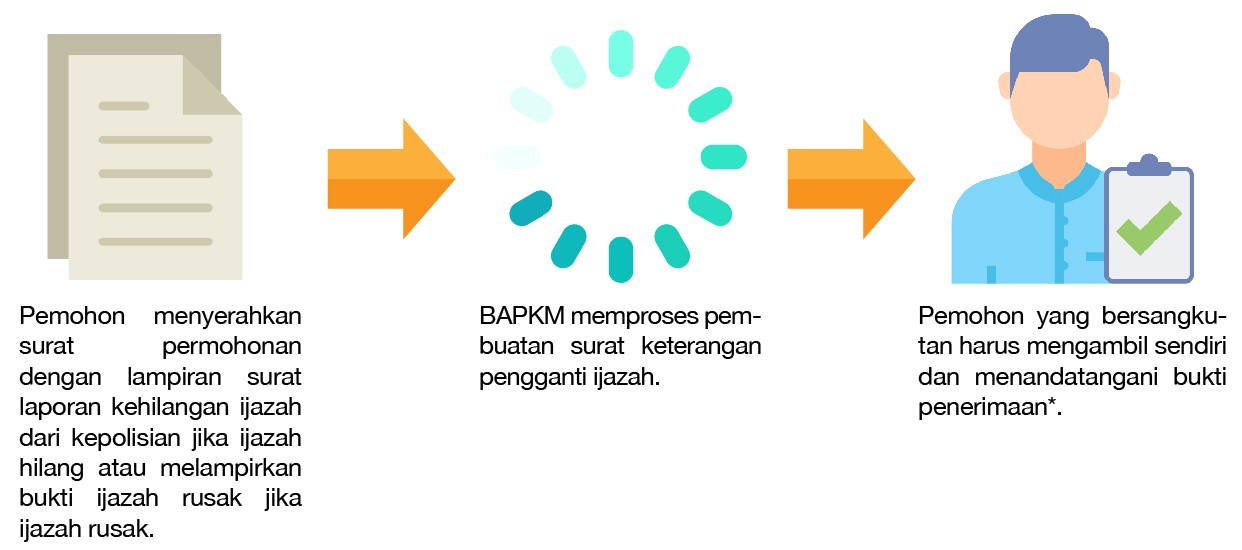 Pemohon menyerahkan
surat permohonan
dengan lampiran surat
laporan kehilangan ijazah
dari kepolisian jika ijazah
hilang atau melampirkan
bukti ijazah rusak jika
ijazah rusak.
BAPKM memproses pem-
buatan surat keterangan
pengganti ijazah.
Pemohon yang bersangku-
tan harus mengambil sendiri
dan menandatangani bukti
penerimaan*.